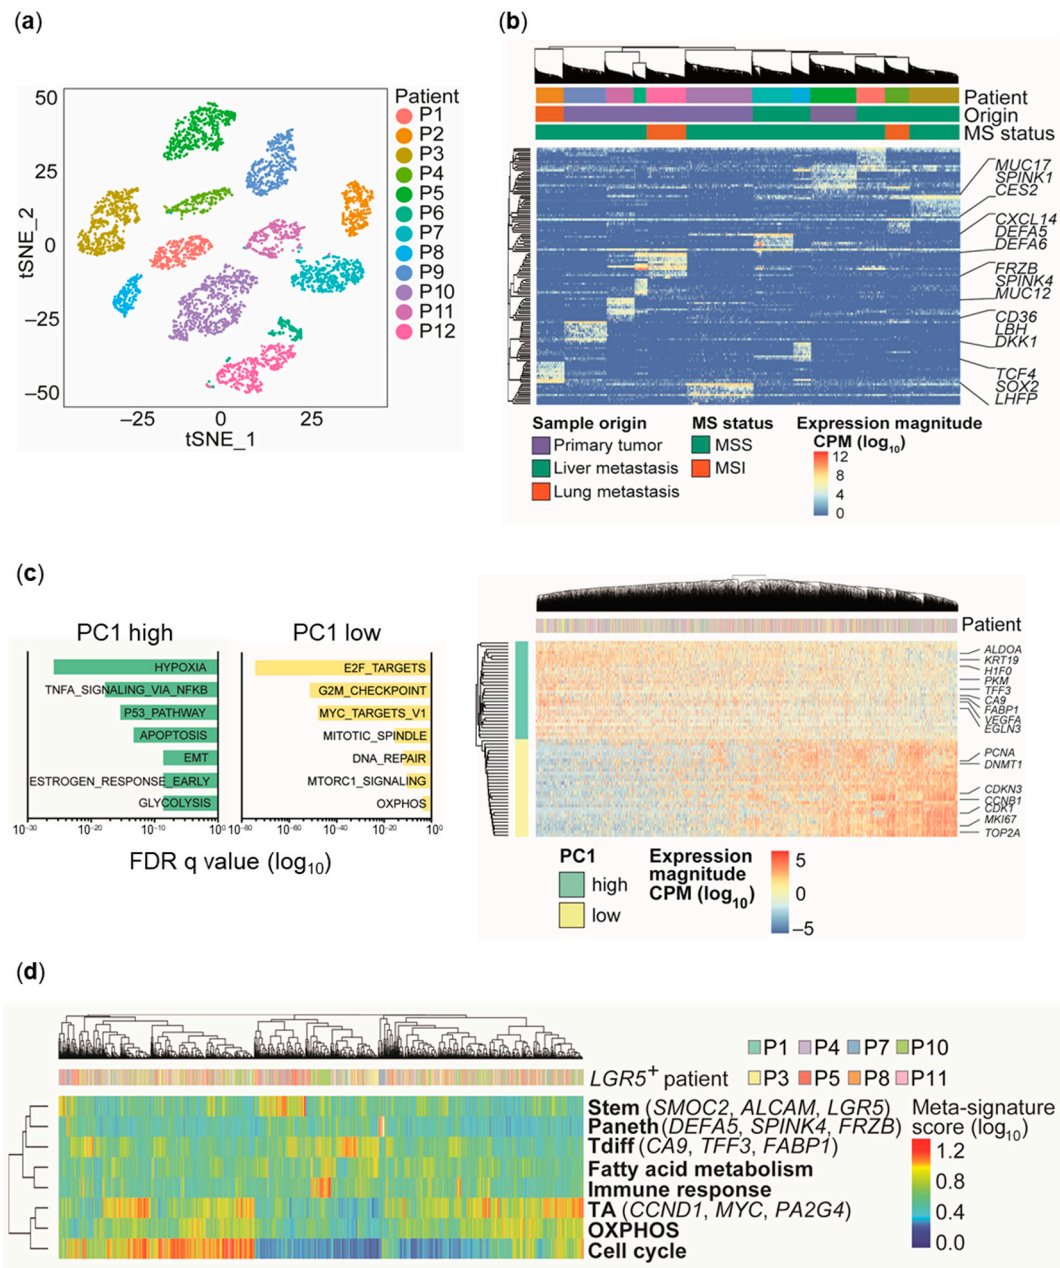 (a)
50
25
0
−25
−50
tSNE_2
−25
0
25
tSNE_1
Patient
P1
P2
P3
P4
P5
P6
P7
P8
P9
P10
P11
P12
(b)
Patient
Origin
MS status
MUC17
SPINK1
CES2
CXCL14
DEFA5
DEFA6
FRZB
SPINK4
MUC12
CD36
LBH
DKK1
TCF4
SOX2
LHFP
Sample origin
Primary tumor
Liver metastasis
Lung metastasis
MS status
MSS
MSI
Expression magnitude
CPM (log10)
12
8
4
0
(c)
PC1 high
HYPOXIA
TNFA_SIGNALING_VIA_NFKB
P53_PATHWAY
APOPTOSIS
EMT
ESTROGEN_RESPONSE_EARLY
GLYCOLYSIS
10−30 10−20 10−10 100
PC1 low
E2F_TARGETS
G2M_CHECKPOINT
MYC_TARGETS_V1
MITOTIC_SPINDLE
DNA_REPAIR
MTORC1_SIGNALING
OXPHOS
10−80 10−60 10−40 10−20 100
FDR q value (log10)
Patient
ALDOA
KRT19
H1F0
PKM
TFF3
CA9
FABP1
VEGFA
EGLN3
PCNA
DNMT1
CDKN3
CCNB1
CDK1
MKI67
TOP2A
PC1
high
low
Expression
magnitude
CPM (log10)
5
0
−5
(d)
LGR5+ patient
P1 P4 P7 P10
P3 P5 P8 P11
Stem (SMOC2, ALCAM, LGR5)
Paneth(DEFA5, SPINK4, FRZB)
Tdiff (CA9, TFF3, FABP1)
Fatty acid metabolism
Immune response
TA (CCND1, MYC, PA2G4)
OXPHOS
Cell cycle
Meta-signature
score (log10)
1.2
0.8
0.4
0.0